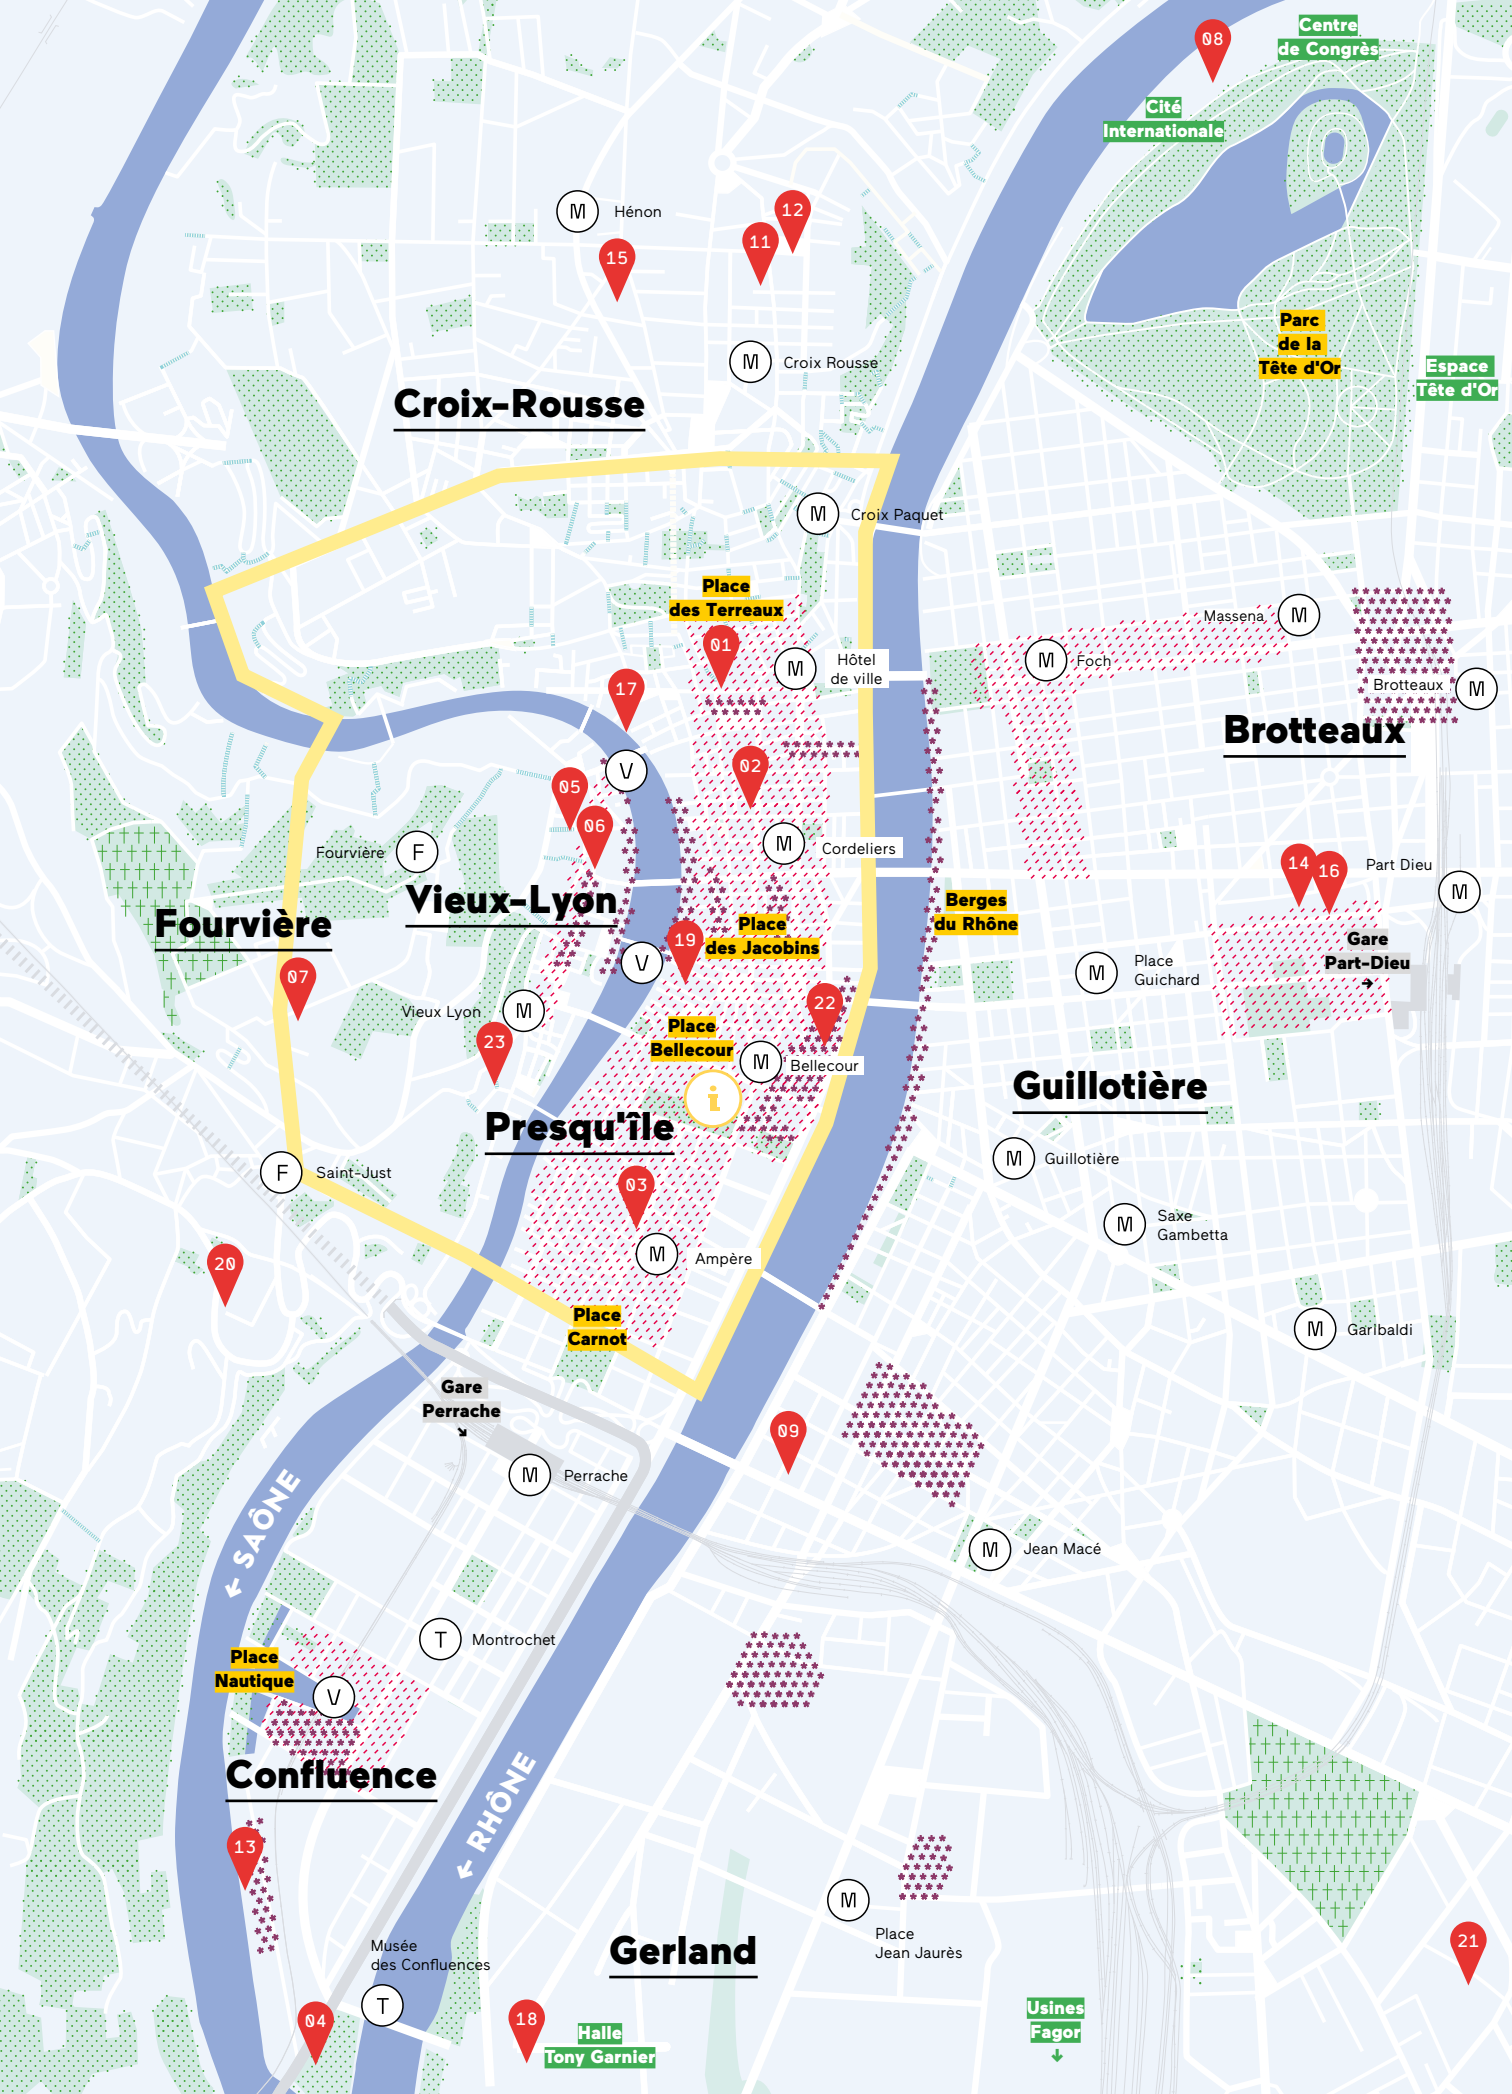 08
Centre
de Congrès
Cité
Internationale
12
11
M
Hénon
15
Parc
de la
Tête d'Or
Espace
Tête d'Or
M
Croix Rousse
Croix-Rousse
M
Croix Paquet
Place
des Terreaux
01
M
Hôtel
de ville
Massena
M
M
Foch
Brotteaux
M
Brotteaux
17
V
02
05
06
Fourvière
F
M
Cordeliers
14
16
Part Dieu
M
Vieux-Lyon
Fourvière
Place
des Jacobins
Berges
du Rhône
19
V
07
Gare
Part-Dieu
→
M
Place
Guichard
Vieux Lyon
M
22
23
Place
Bellecour
M
Bellecour
i
Guillotière
Presqu'île
F
Saint-Just
M
Guillotière
03
M
Saxe
Gambetta
M
Ampère
20
Place
Carnot
M
Garibaldi
Gare
Perrache
↘
09
M
Perrache
← SAÔNE
M
Jean Macé
T
Montrochet
Place
Nautique
V
Confluence
← RHÔNE
13
M
Place
Jean Jaurès
Gerland
21
Musée
des Confluences
T
04
18
Halle
Tony Garnier
Usines
Fagor
↓